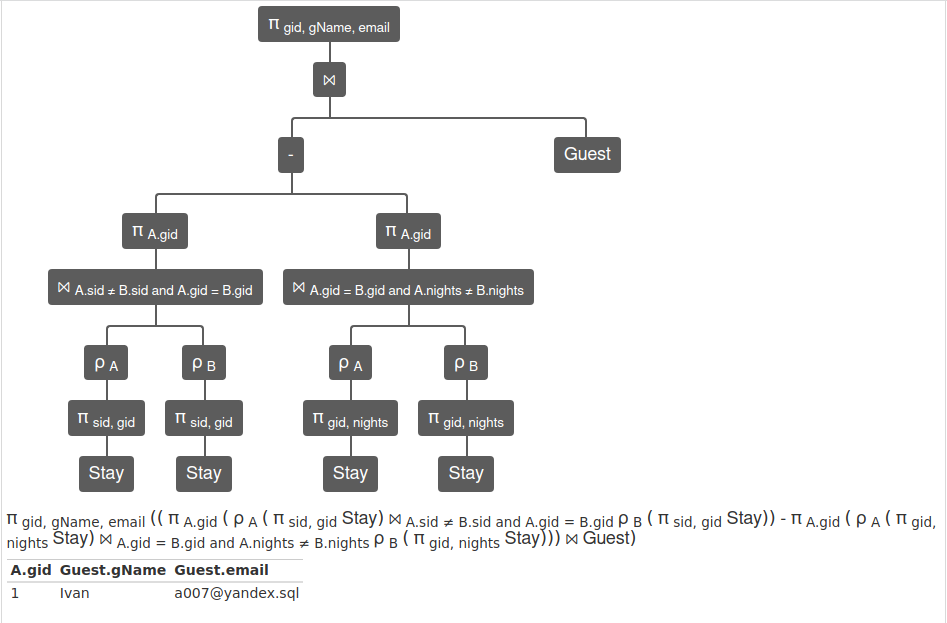 π gid, gName, email
⋈
-
Guest
π A.gid
π A.gid
⋈ A.sid ≠ B.sid and A.gid = B.gid
⋈ A.gid = B.gid and A.nights ≠ B.nights
ρ A
ρ B
ρ A
ρ B
π sid, gid
π sid, gid
π gid, nights
π gid, nights
Stay
Stay
Stay
Stay
π gid, gName, email (( π A.gid ( ρ A ( π sid, gid Stay) ⋈ A.sid ≠ B.sid and A.gid = B.gid ρ B ( π sid, gid Stay)) - π A.gid ( ρ A ( π gid,
nights Stay) ⋈ A.gid = B.gid and A.nights ≠ B.nights ρ B ( π gid, nights Stay))) ⋈ Guest)
A.gid Guest.gName Guest.email
1 Ivan a007@yandex.sql